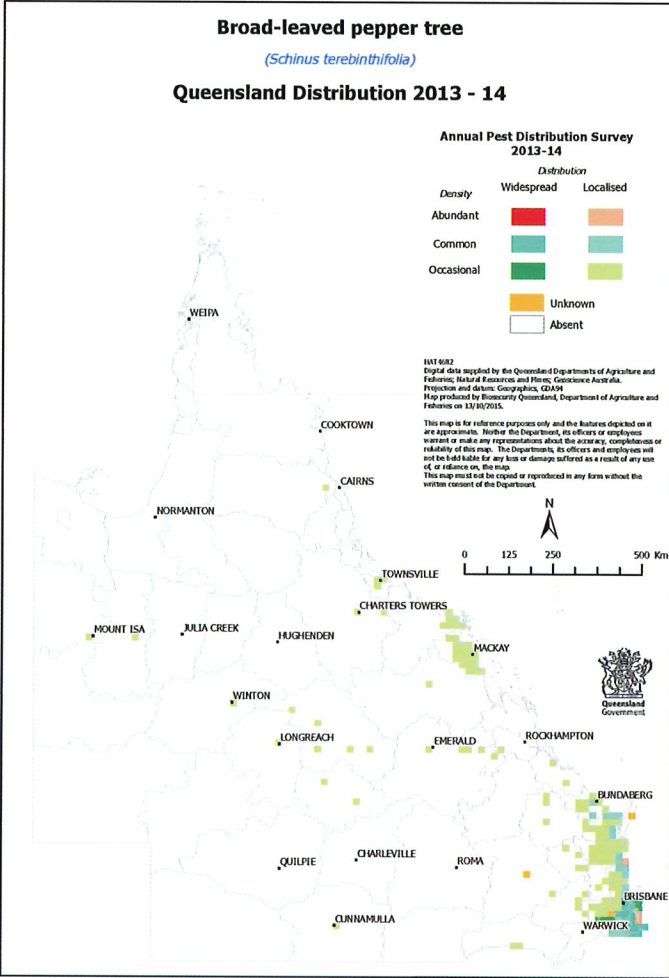 Broad-leaved pepper tree
(Schinus terebinthifolia)
Queensland Distribution 2013 - 14
Annual Pest Distribution Survey
2013-14
Distribution
Density Widespread Localised
Abundant
Common
Occasional
Unknown
Absent
HAT4682
Digital data supplied by the Queensland Departments of Agriculture and
Fisheries; Natural Resources and Mines; Geoscience Australia.
Projection and datum: Geographics, GDA94
Map produced by Biosecurity Queensland, Department of Agriculture and
Fisheries on 13/10/2015.
This map is for reference purposes only and the features depicted on it
are approximate. Neither the Department, its officers or employees
warrant or make any representations about the accuracy, completeness or
reliability of this map. The Departments, its officers and employees will
not be held liable for any loss or damage suffered as a result of any use
of, or reliance on, the map.
This map must not be copied or reproduced in any form without the
written consent of the Department.
N
0 125 250 500 Km
WEIPA
COOKTOWN
CAIRNS
NORMANTON
TOWNSVILLE
CHARTERS TOWERS
MOUNT ISA
JULIA CREEK
HUGHENDEN
MACKAY
Queensland
Government
WINTON
LONGREACH
EMERALD
ROCKHAMPTON
BUNDABERG
QUILPIE
CHARLEVILLE
ROMA
BRISBANE
CUNNAMULLA
WARWICK